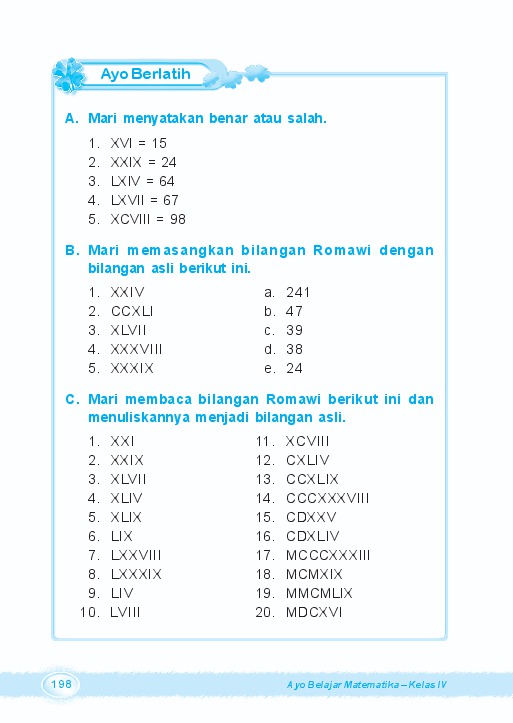 Ayo Berlatih
A. Mari menyatakan benar atau salah.
1. XVI = 15
2. XXIX = 24
3. LXIV = 64
4. LXVII = 67
5. XCVIII = 98
B. Mari memasangkan bilangan Romawi dengan
bilangan asli berikut ini.
1. XXIV a. 241
2. CCXLI b. 47
3. XLVII c. 39
4. XXXVIII d. 38
5. XXXIX e. 24
C. Mari membaca bilangan Romawi berikut ini dan
menuliskannya menjadi bilangan asli.
1. XXI 11. XCVIII
2. XXIX 12. CXLIV
3. XLVII 13. CCXLIX
4. XLIV 14. CCCXXXVIII
5. XLIX 15. CDXXV
6. LIX 16. CDXLIV
7. LXXVIII 17. MCCCXXXIII
8. LXXXIX 18. MCMXIX
9. LIV 19. MMCMLIX
10. LVIII 20. MDCXVI
198 Ayo Belajar Matematika – Kelas IV